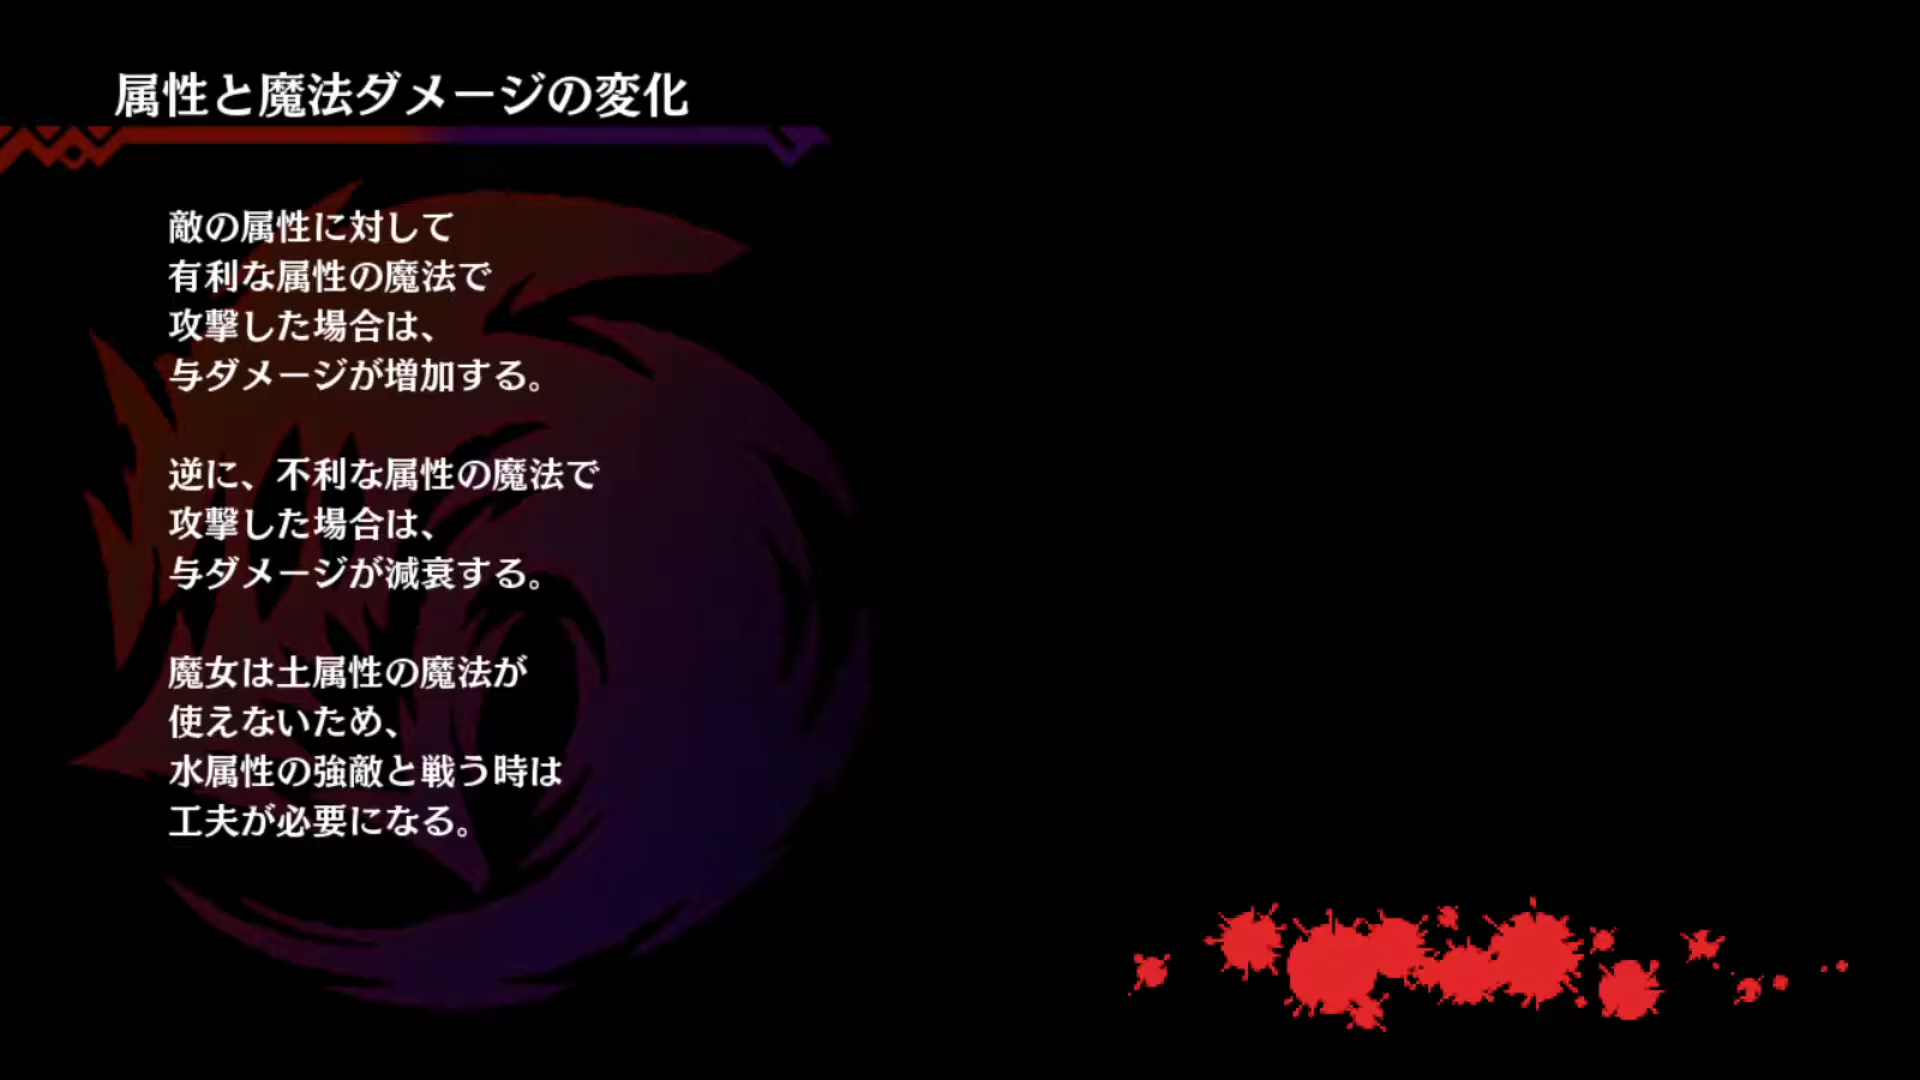 属性と魔法ダメージの変化
敵の属性に対して
有利な属性の魔法で
攻撃した場合は、
与ダメージが増加する。
逆に、不利な属性の魔法で
攻撃した場合は、
与ダメージが減衰する。
魔女は土属性の魔法が
使えないため、
水属性の強敵と戦う時は
工夫が必要になる。